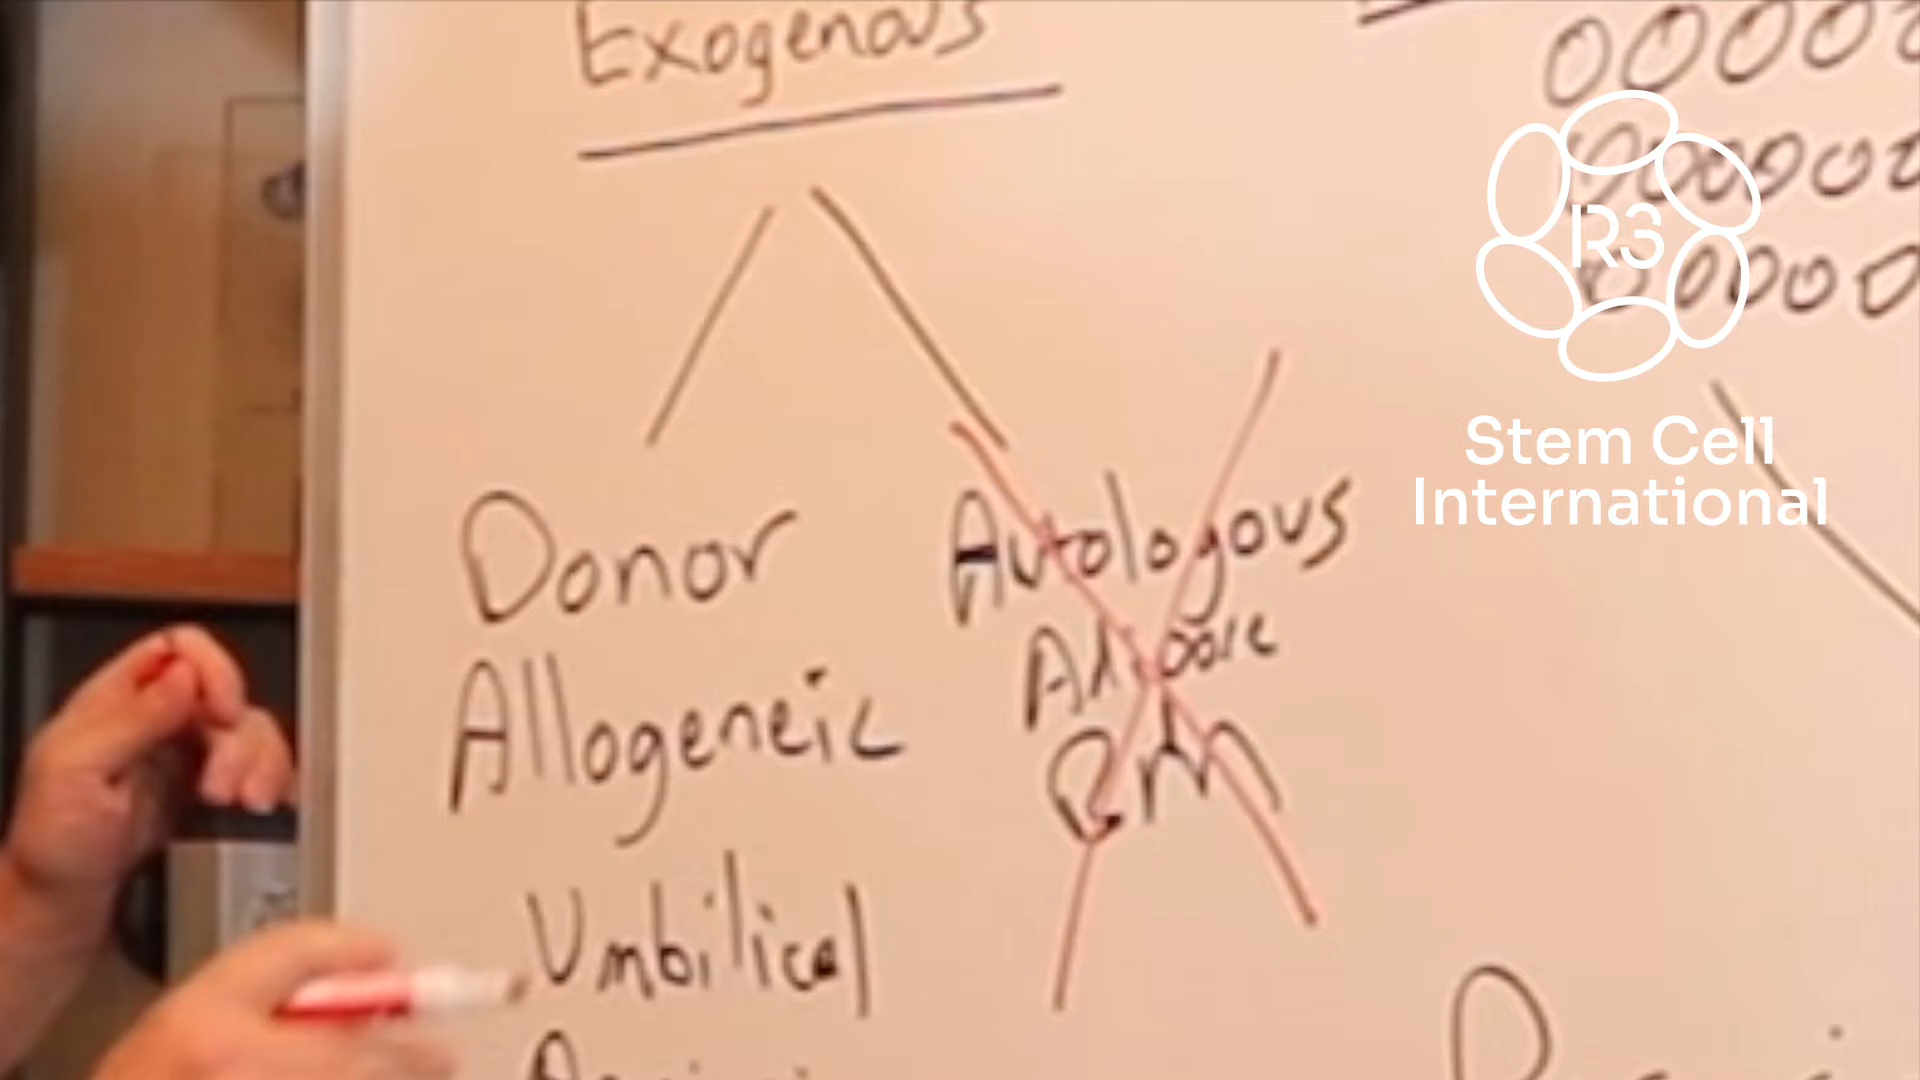 Exogenous
Donor
Allogeneic
Umbilical
Autologous
Adipose
BM
R3
Stem Cell
International